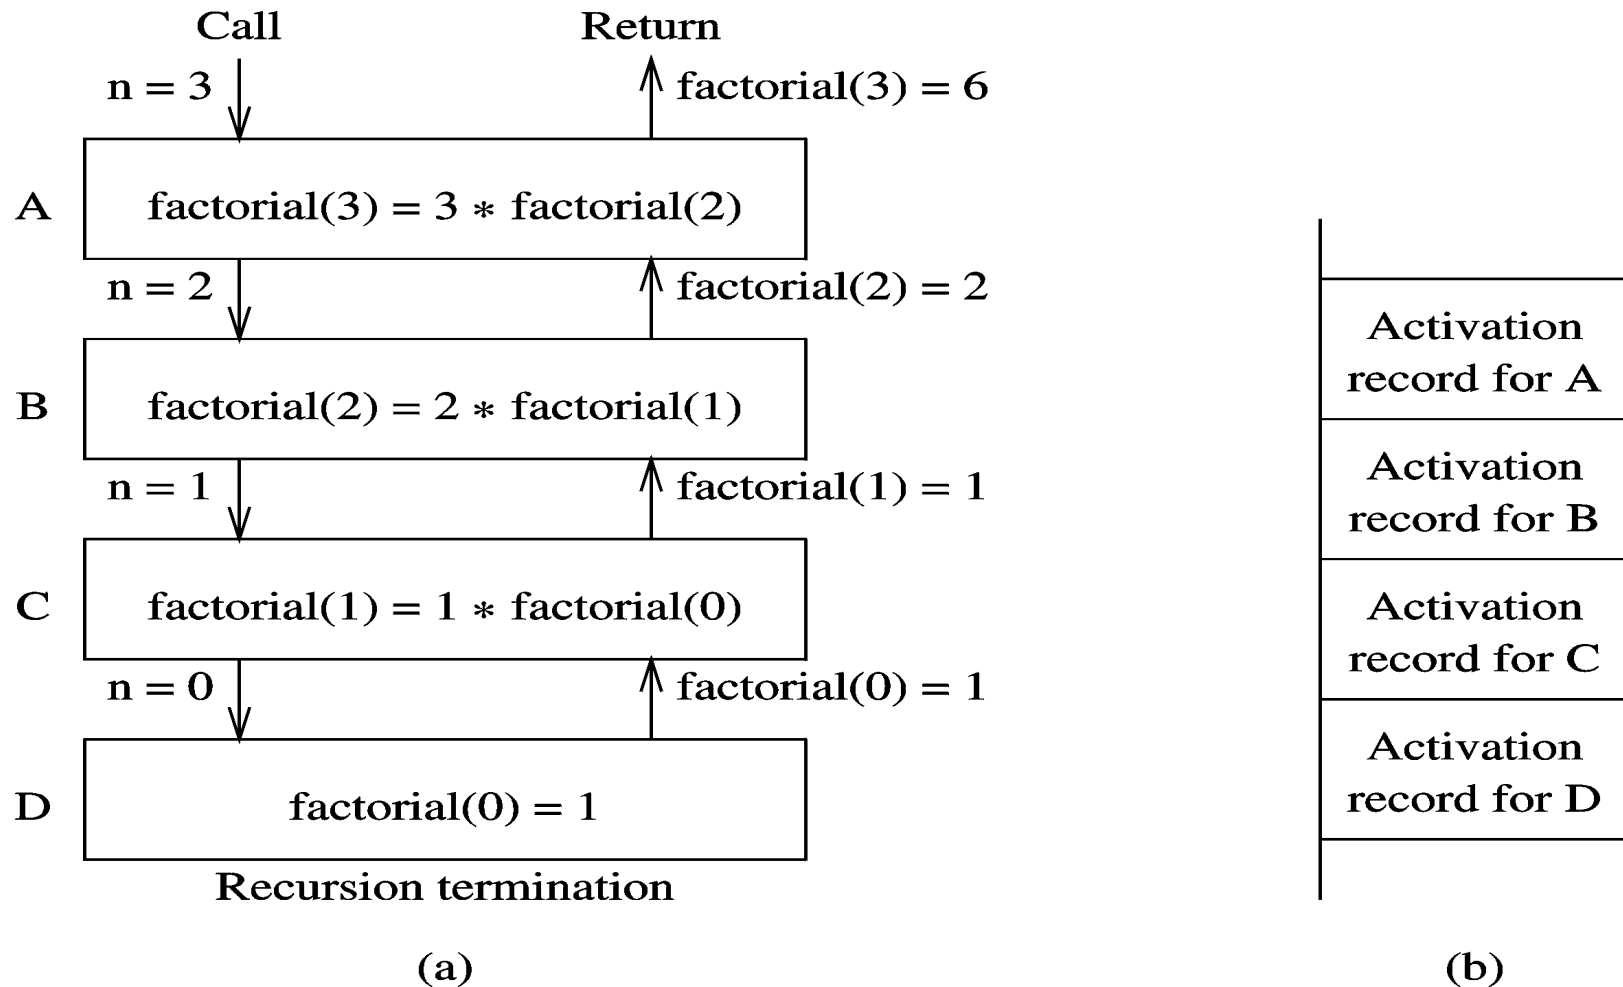 Call
Return
n = 3
factorial(3) = 6
A
factorial(3) = 3 * factorial(2)
n = 2
factorial(2) = 2
B
factorial(2) = 2 * factorial(1)
n = 1
factorial(1) = 1
C
factorial(1) = 1 * factorial(0)
n = 0
factorial(0) = 1
D
factorial(0) = 1
Recursion termination
(a)
Activation
record for A
Activation
record for B
Activation
record for C
Activation
record for D
(b)